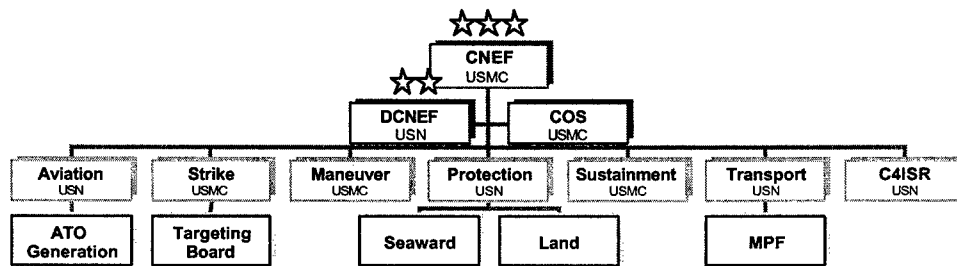 CNEF
USMC
DCNEF
USN
COS
USMC
Aviation
USN
Strike
USMC
Maneuver
USMC
Protection
USN
Sustainment
USMC
Transport
USN
C4ISR
USN
ATO
Generation
Targeting
Board
Seaward
Land
MPF